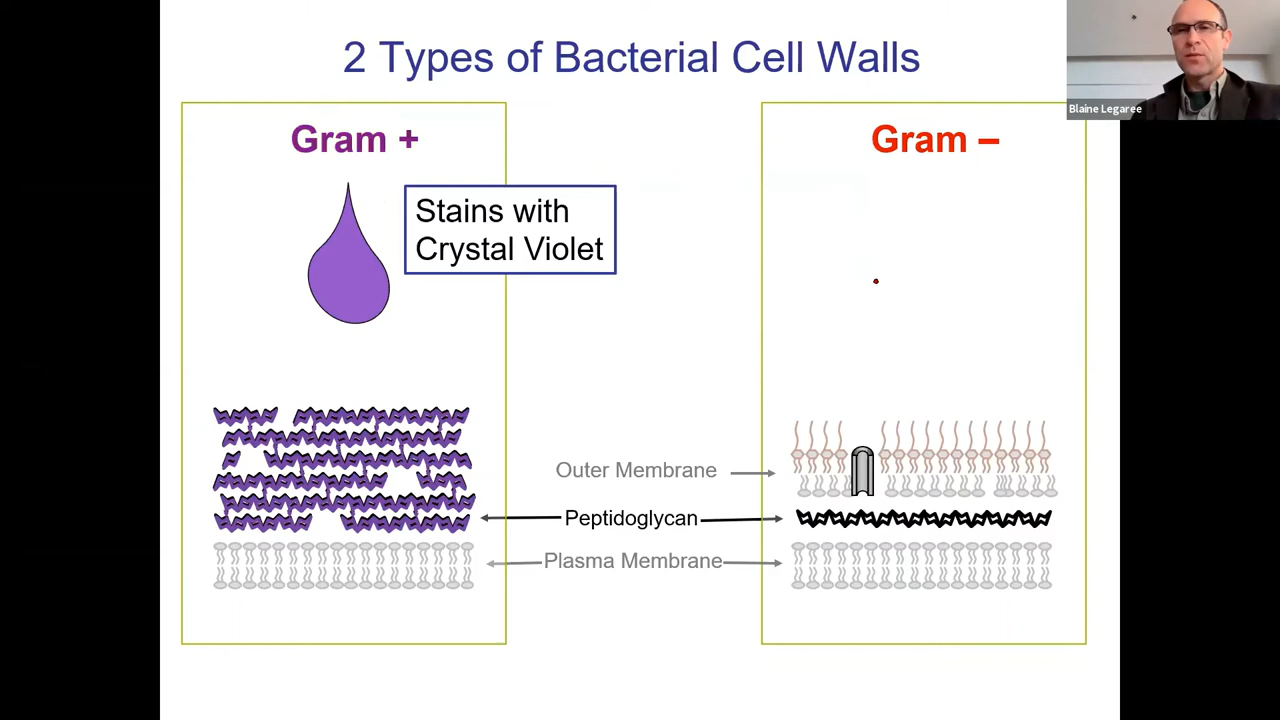 2 Types of Bacterial Cell Walls
Blaine Legaree
Gram +
Gram –
Stains with
Crystal Violet
Outer Membrane
Peptidoglycan
Plasma Membrane